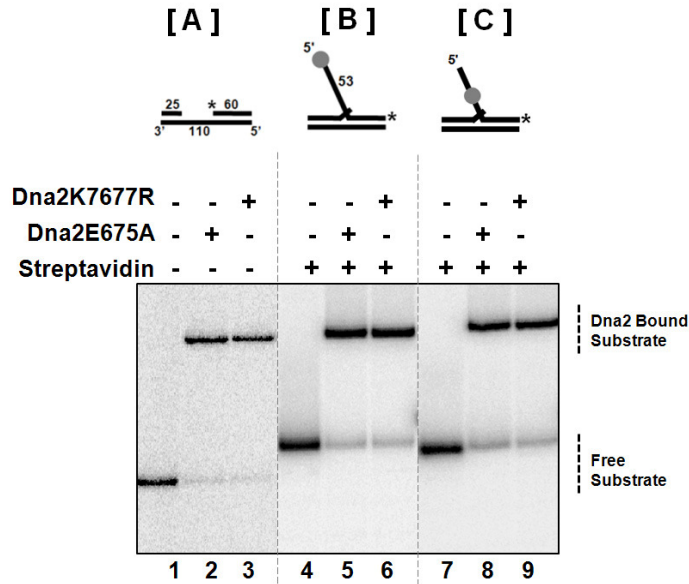 [ A ] [ B ] [ C ]
5' 5'
53
25 * 60 * *
3' 110 5'
Dna2K7677R - - + - - + - - +
Dna2E675A - + - - + - - + -
Streptavidin - - - + + + + + +
Dna2 Bound
Substrate
Free
Substrate
1 2 3 4 5 6 7 8 9